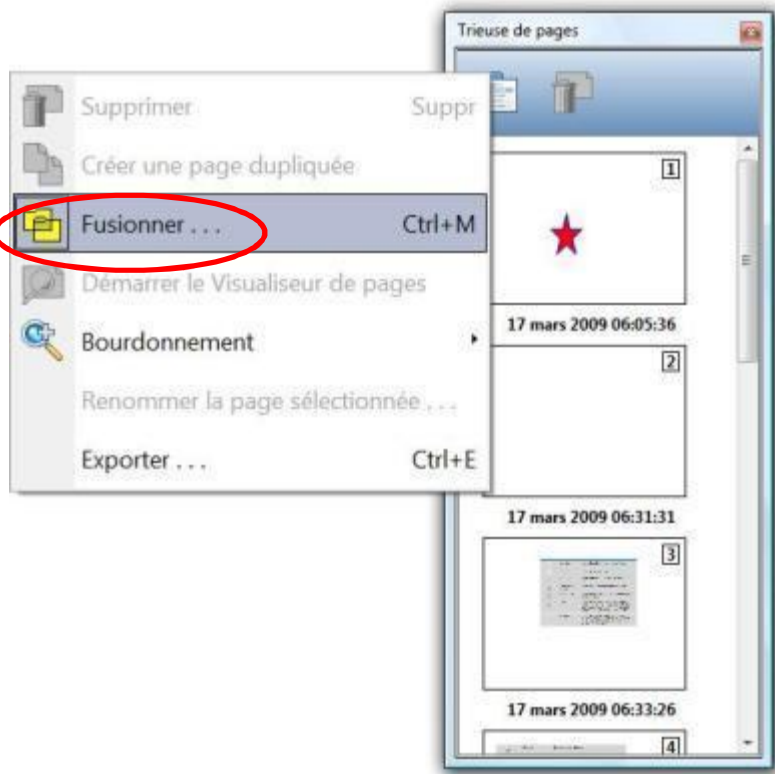 Trieuse de pages
Supprimer Suppr
Créer une page dupliquée
Fusionner . . . Ctrl+M
Démarrer le Visualiseur de pages
Bourdonnement
Renommer la page sélectionnée . . .
Exporter . . . Ctrl+E
1
17 mars 2009 06:05:36
2
17 mars 2009 06:31:31
3
17 mars 2009 06:33:26
4